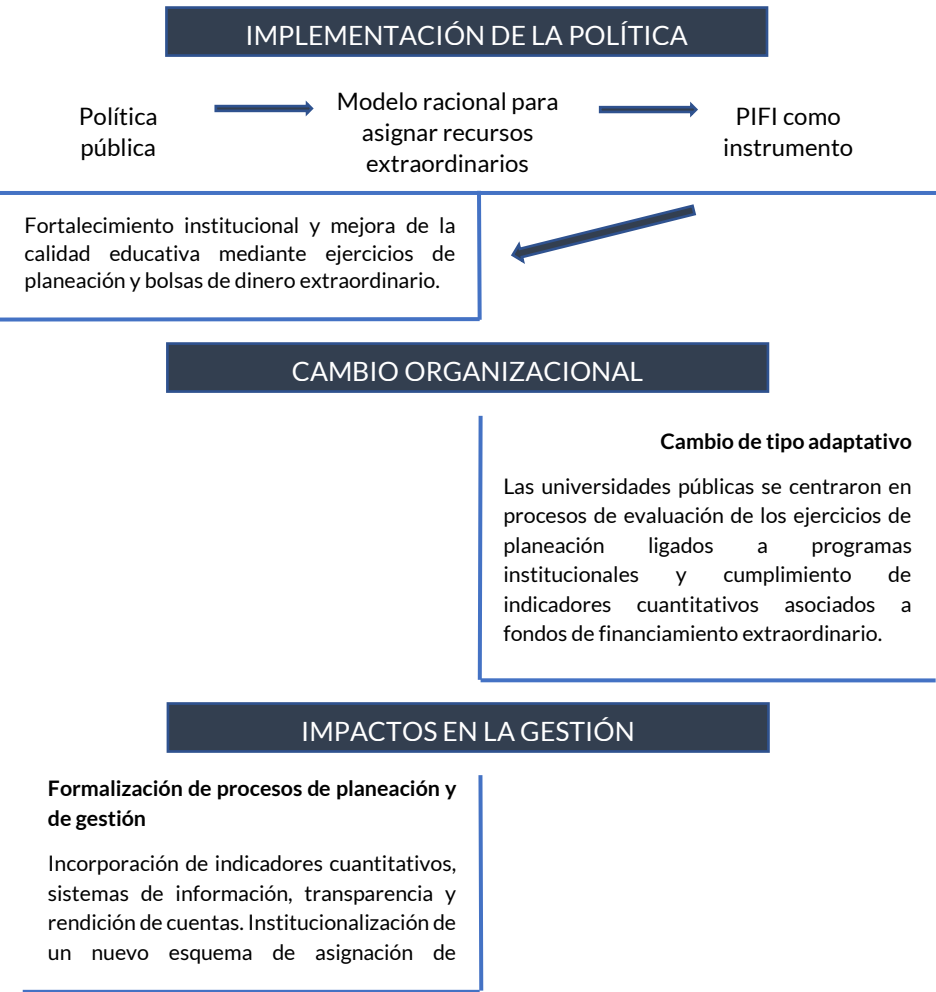 IMPLEMENTACIÓN DE LA POLÍTICA
Política
pública
Modelo racional para
asignar recursos
extraordinarios
PIFI como
instrumento
Fortalecimiento institucional y mejora de la
calidad educativa mediante ejercicios de
planeación y bolsas de dinero extraordinario.
CAMBIO ORGANIZACIONAL
Cambio de tipo adaptativo
Las universidades públicas se centraron en
procesos de evaluación de los ejercicios de
planeación ligados a programas
institucionales y cumplimiento de
indicadores cuantitativos asociados a
fondos de financiamiento extraordinario.
IMPACTOS EN LA GESTIÓN
Formalización de procesos de planeación y
de gestión
Incorporación de indicadores cuantitativos,
sistemas de información, transparencia y
rendición de cuentas. Institucionalización de
un nuevo esquema de asignación de